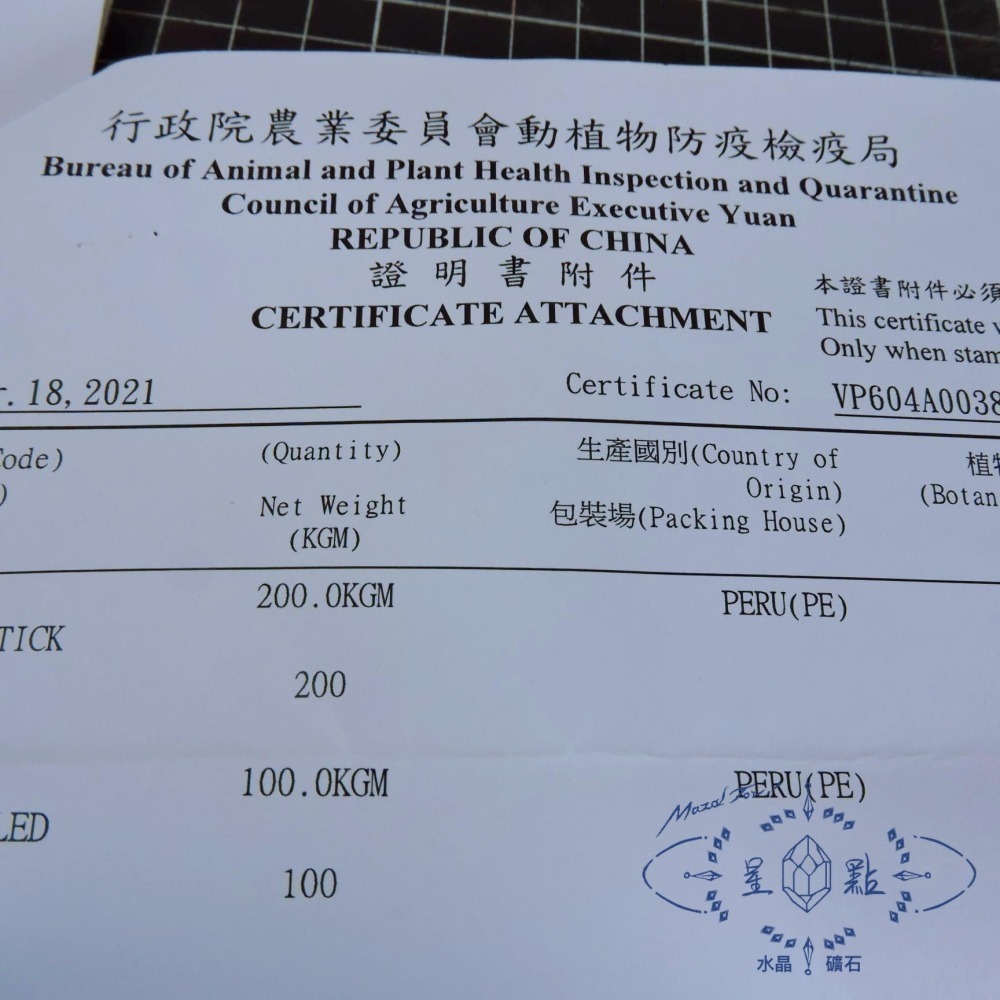 行政院農業委員會動植物防疫檢疫局
Bureau of Animal and Plant Health Inspection and Quarantine
Council of Agriculture Executive Yuan
REPUBLIC OF CHINA
證明書附件
CERTIFICATE ATTACHMENT
本證書附件必須
This certificate
Only when stam
r. 18, 2021
Certificate No: VP604A0038
Code) (Quantity) 生產國別(Country of
Origin)
植物
) Net Weight 包裝場(Packing House) (Botan
(KGM)
200.0KGM PERU(PE)
TICK
200
100.0KGM PERU(PE)
LED
100
星點
水晶 礦石